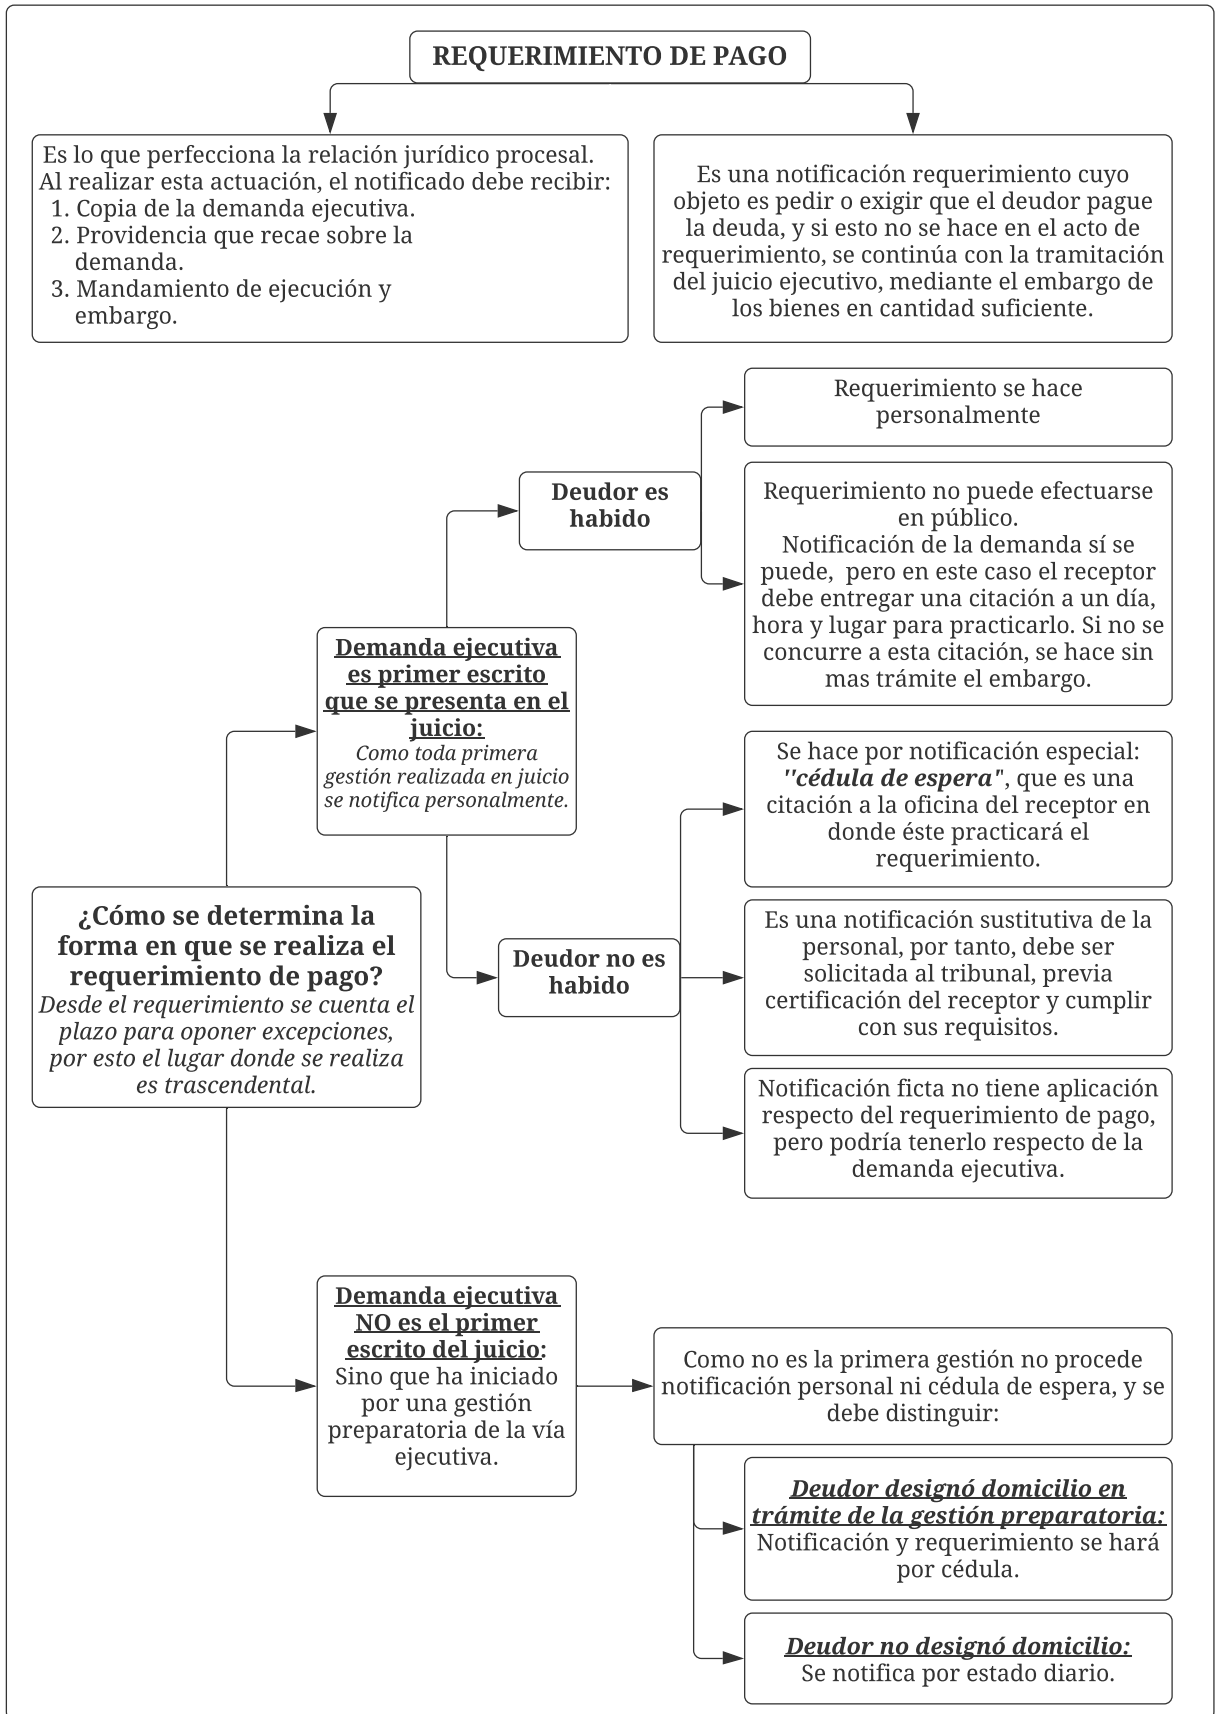 REQUERIMIENTO DE PAGO
Es lo que perfecciona la relación jurídico procesal.
Al realizar esta actuación, el notificado debe recibir:
1. Copia de la demanda ejecutiva.
2. Providencia que recae sobre la
demanda.
3. Mandamiento de ejecución y
embargo.
Es una notificación requerimiento cuyo
objeto es pedir o exigir que el deudor pague
la deuda, y si esto no se hace en el acto de
requerimiento, se continúa con la tramitación
del juicio ejecutivo, mediante el embargo de
los bienes en cantidad suficiente.
¿Cómo se determina la
forma en que se realiza el
requerimiento de pago?
Desde el requerimiento se cuenta el
plazo para oponer excepciones,
por esto el lugar donde se realiza
es trascendental.
Demanda ejecutiva
es primer escrito
que se presenta en el
juicio:
Como toda primera
gestión realizada en juicio
se notifica personalmente.
Deudor es
habido
Requerimiento se hace
personalmente
Requerimiento no puede efectuarse
en público.
Notificación de la demanda sí se
puede,  pero en este caso el receptor
debe entregar una citación a un día,
hora y lugar para practicarlo. Si no se
concurre a esta citación, se hace sin
mas trámite el embargo.
Deudor no es
habido
Se hace por notificación especial:
''cédula de espera'', que es una
citación a la oficina del receptor en
donde éste practicará el
requerimiento.
Es una notificación sustitutiva de la
personal, por tanto, debe ser
solicitada al tribunal, previa
certificación del receptor y cumplir
con sus requisitos.
Notificación ficta no tiene aplicación
respecto del requerimiento de pago,
pero podría tenerlo respecto de la
demanda ejecutiva.
Demanda ejecutiva
NO es el primer
escrito del juicio:
Sino que ha iniciado
por una gestión
preparatoria de la vía
ejecutiva.
Como no es la primera gestión no procede
notificación personal ni cédula de espera, y se
debe distinguir:
Deudor designó domicilio en
trámite de la gestión preparatoria:
Notificación y requerimiento se hará
por cédula.
Deudor no designó domicilio:
Se notifica por estado diario.